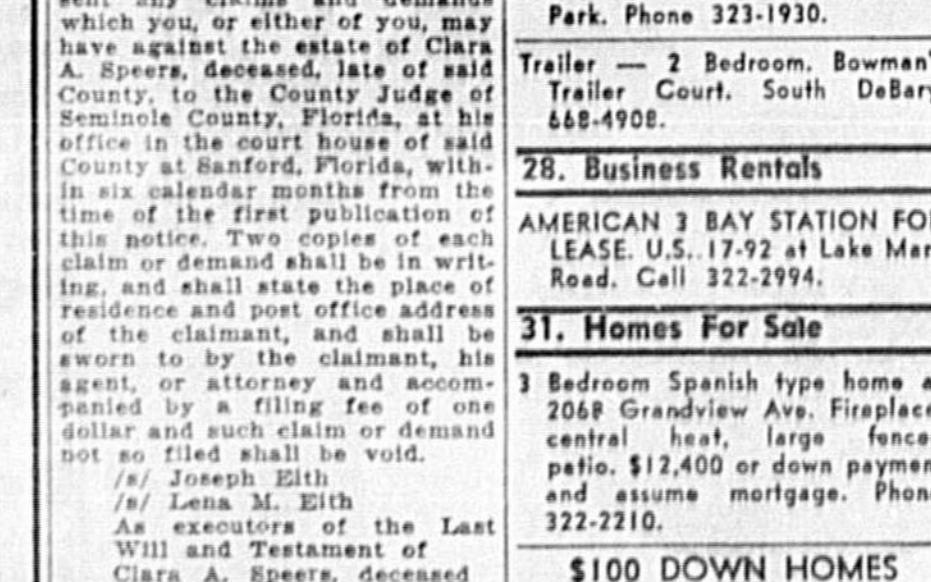 sent any claims and demands
which you, or either of you, may
have against the estate of Clara
A. Speers, deceased, late of said
County, to the County Judge of
Seminole County, Florida, at his
office in the court house of said
County at Sanford, Florida, with-
in six calendar months from the
time of the first publication of
this notice. Two copies of each
claim or demand shall be in writ-
ing, and shall state the place of
residence and post office address
of the claimant, and shall be
sworn to by the claimant, his
agent, or attorney and accom-
panied by a filing fee of one
dollar and such claim or demand
not so filed shall be void.
/s/ Joseph Eith
/s/ Lena M. Eith
As executors of the Last
Will and Testament of
Clara A. Speers, deceased
Park. Phone 323-1930.
Trailer — 2 Bedroom. Bowman'
Trailer Court. South DeBary
668-4908.
28. Business Rentals
AMERICAN 3 BAY STATION FO
LEASE. U.S. 17-92 at Lake Mar
Road. Call 322-2994.
31. Homes For Sale
3 Bedroom Spanish type home a
2068 Grandview Ave. Fireplace
central heat, large fence
patio. $12,400 or down paymen
and assume mortgage. Phon
322-2210.
$100 DOWN HOMES